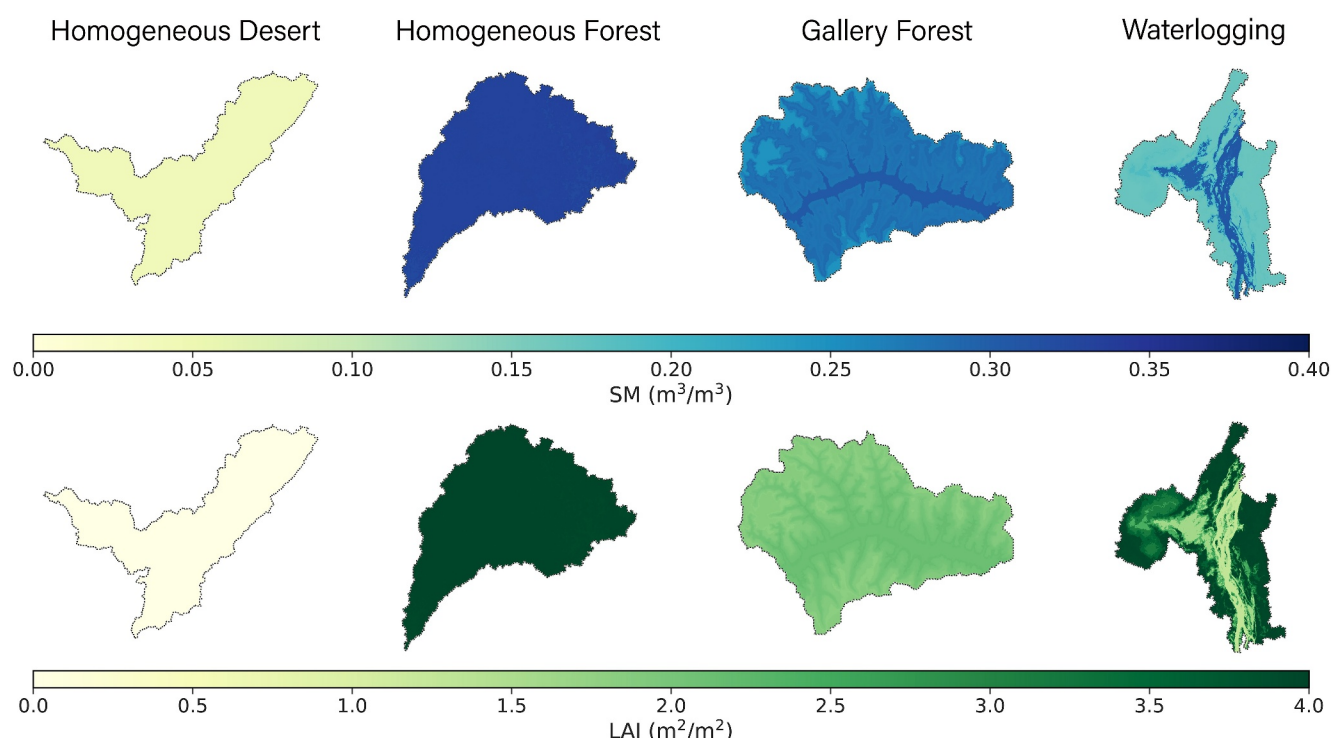 Homogeneous Desert Homogeneous Forest Gallery Forest Waterlogging
0.00 0.05 0.10 0.15 0.20 0.25 0.30 0.35 0.40
SM (m³/m³)
0.0 0.5 1.0 1.5 2.0 2.5 3.0 3.5 4.0
LAI (m²/m²)